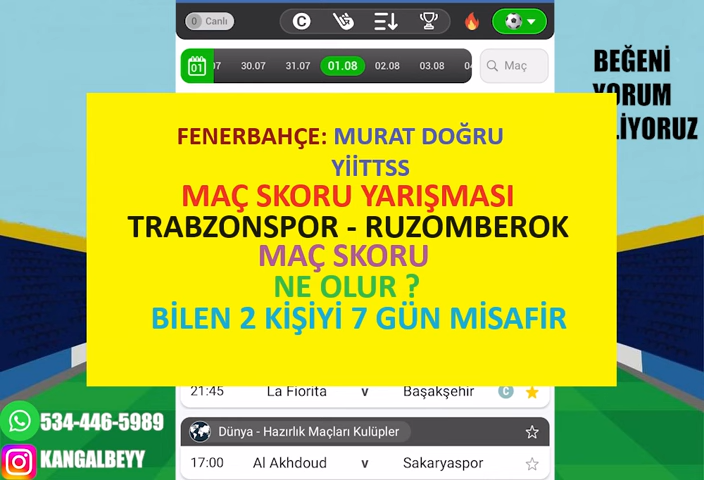 0 Canlı
01
07 30.07 31.07 01.08 02.08 03.08
Maç
BEĞENİ
YORUM
FENERBAHÇE: MURAT DOĞRU
YİİTTSS
MAÇ SKORU YARIŞMASI
TRABZONSPOR - RUZOMBEROK
MAÇ SKORU
NE OLUR ?
BİLEN 2 KİŞİYİ 7 GÜN MİSAFİR
21:45 La Fiorita v Başakşehir C
Dünya - Hazırlık Maçları Kulüpler
17:00 Al Akhdoud v Sakaryaspor
534-446-5989
KANGALBEYY